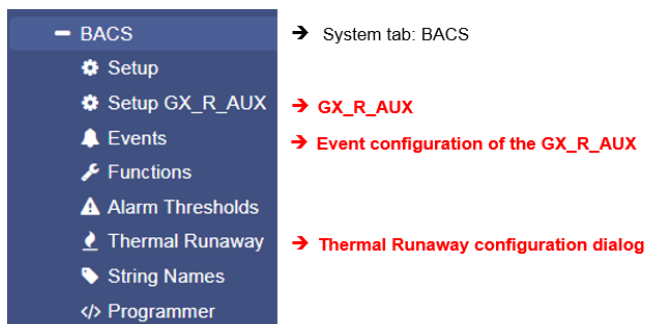 BACS → System tab: BACS
Setup
Setup GX_R_AUX → GX_R_AUX
Events → Event configuration of the GX_R_AUX
Functions
Alarm Thresholds
Thermal Runaway → Thermal Runaway configuration dialog
String Names
</> Programmer